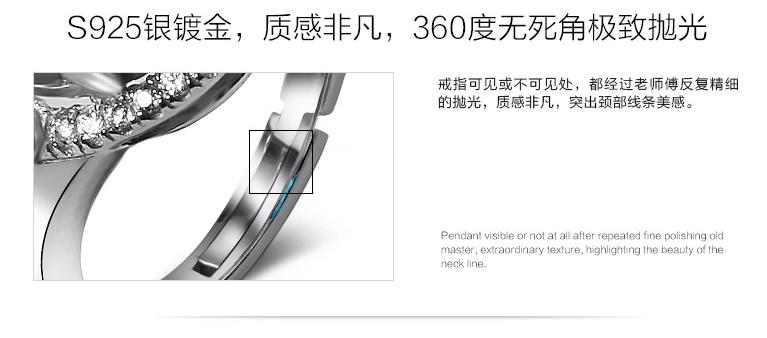 S925银镀金，质感非凡，360度无死角极致抛光
戒指可见或不可见处，都经过老师傅反复精细
的抛光，质感非凡，突出颈部线条美感。
Pendant visible or not at all after repeated fine polishing old
master, extraordinary texture, highlighting the beauty of the
neck line.